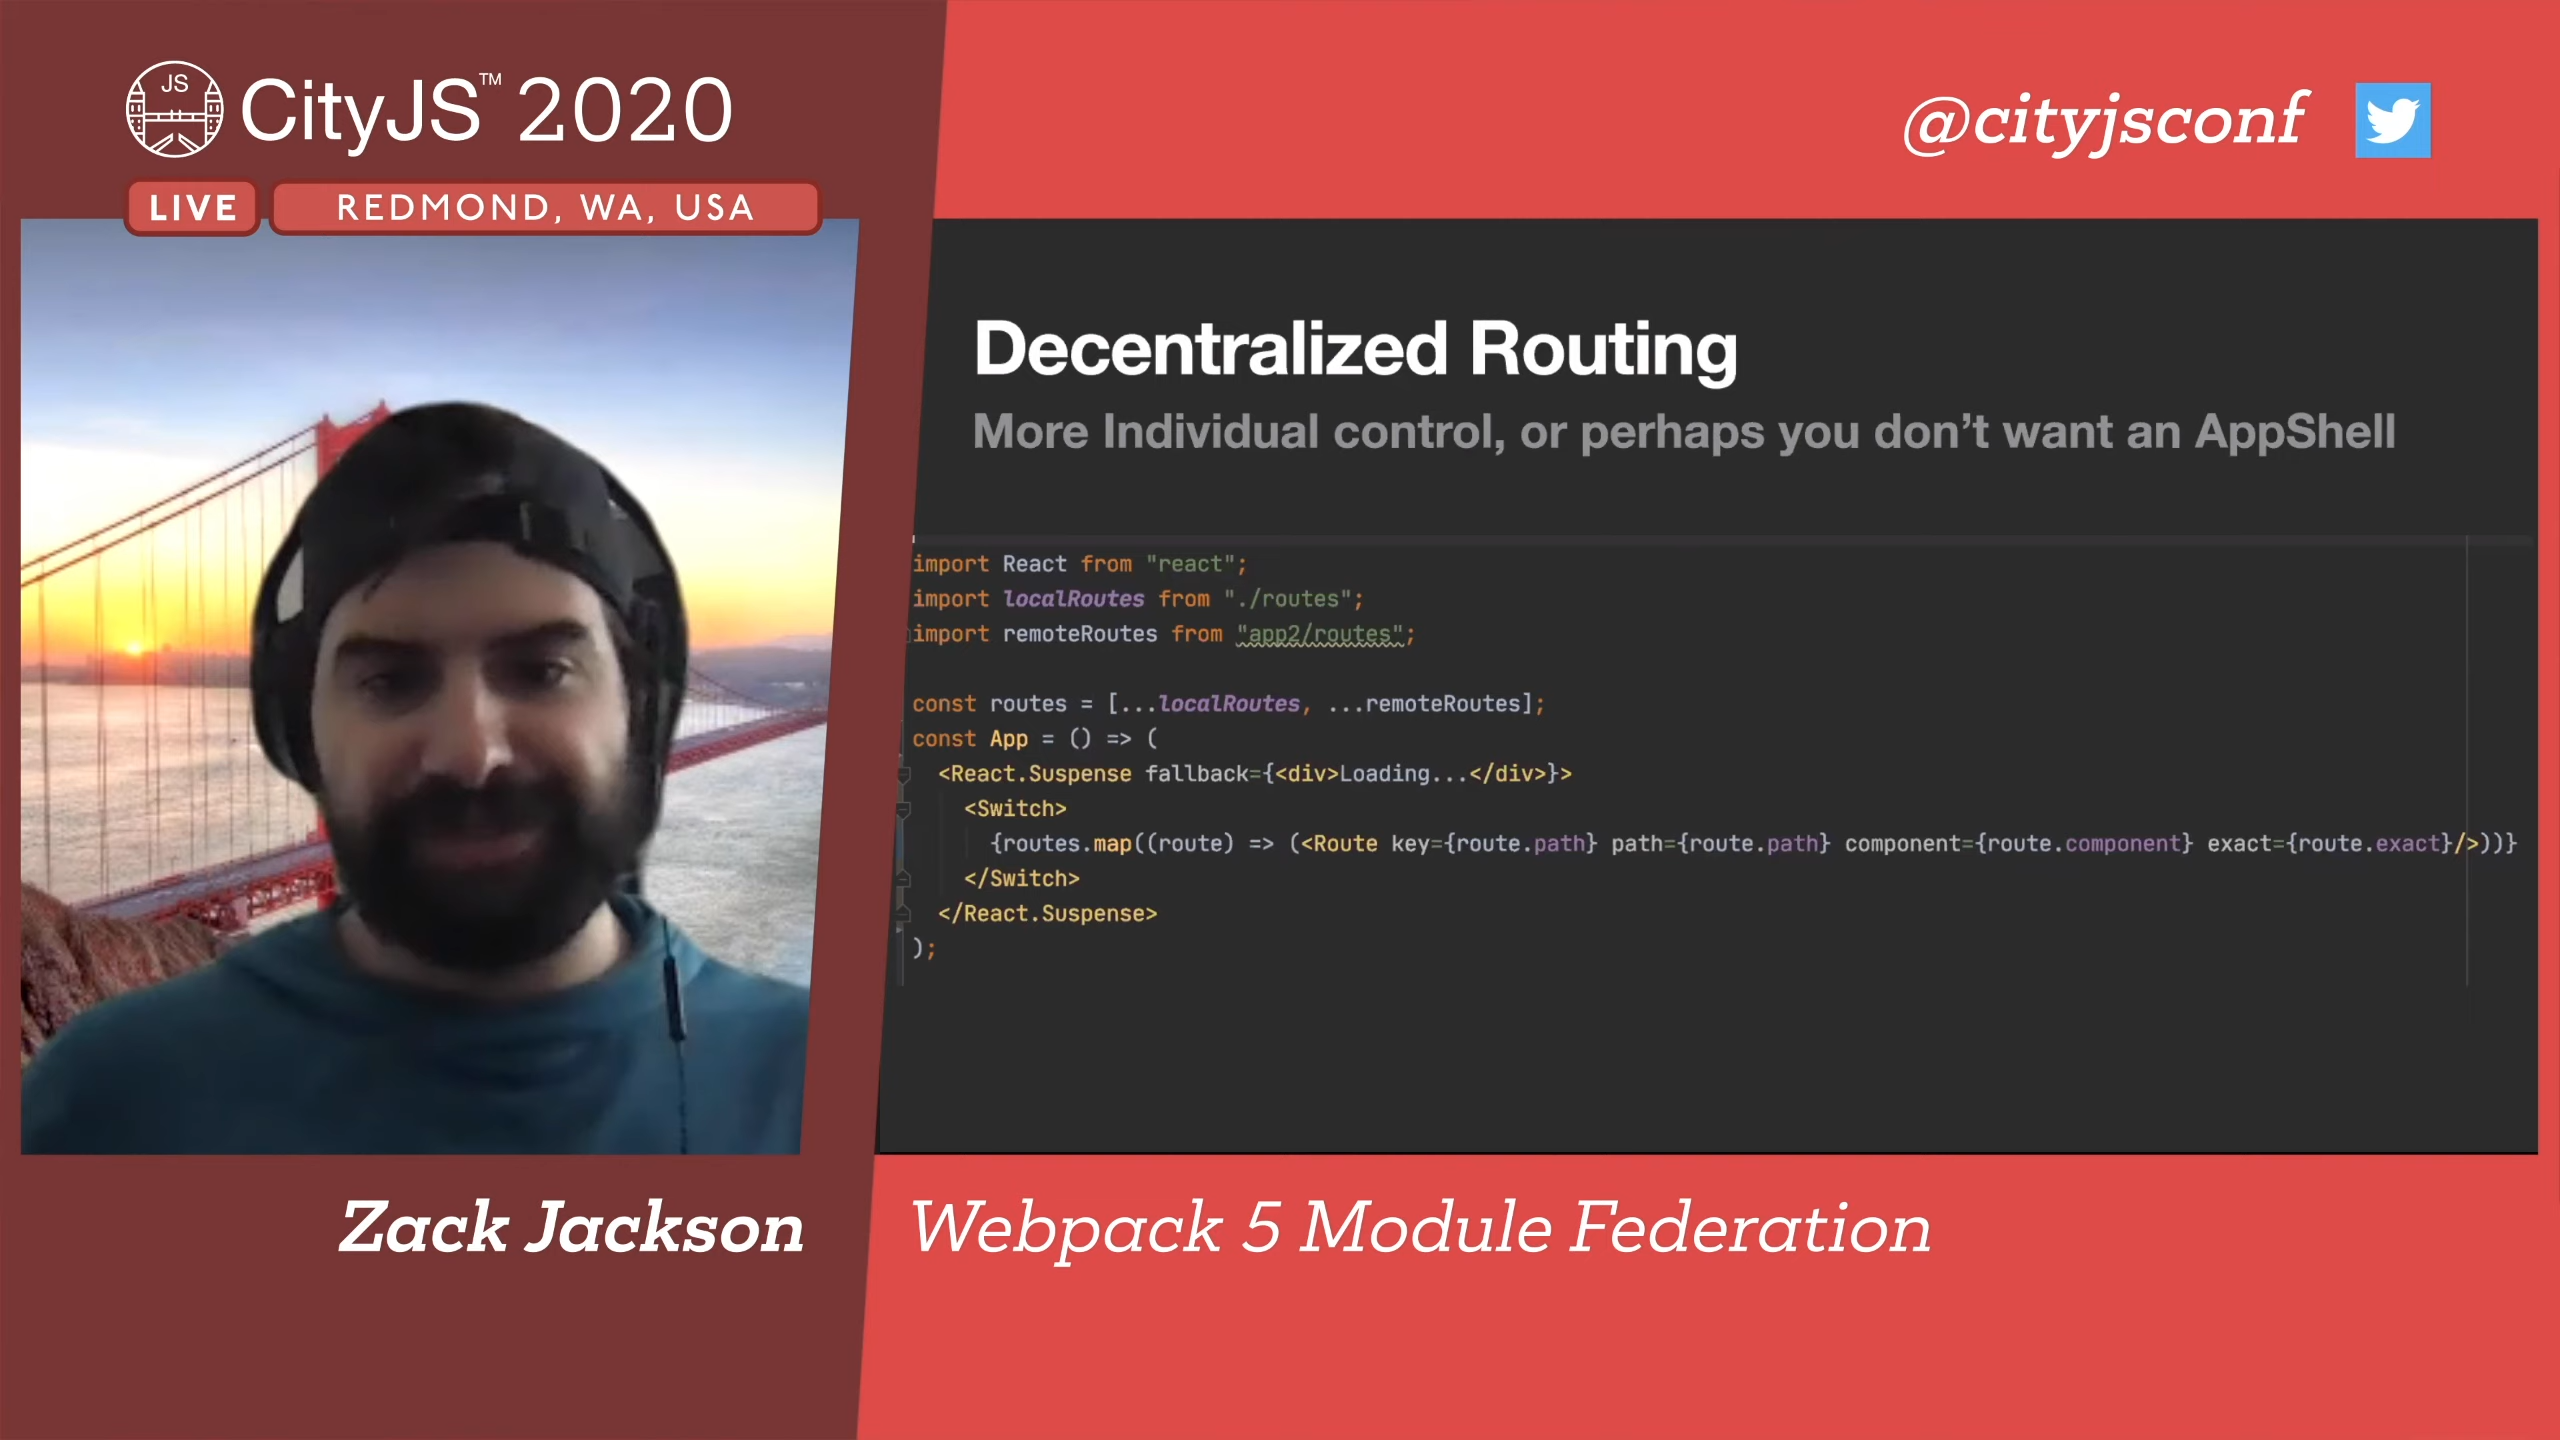 JS
CityJS™ 2020
LIVE
REDMOND, WA, USA
@cityjsconf
Decentralized Routing
More Individual control, or perhaps you don’t want an AppShell
import React from "react";
import localRoutes from "./routes";
import remoteRoutes from "app2/routes";
const routes = [...localRoutes, ...remoteRoutes];
const App = () => (
<React.Suspense fallback={<div>Loading...</div>}>
<Switch>
{routes.map((route) => (<Route key={route.path} path={route.path} component={route.component} exact={route.exact}/>))}
</Switch>
</React.Suspense>
);
Zack Jackson
Webpack 5 Module Federation